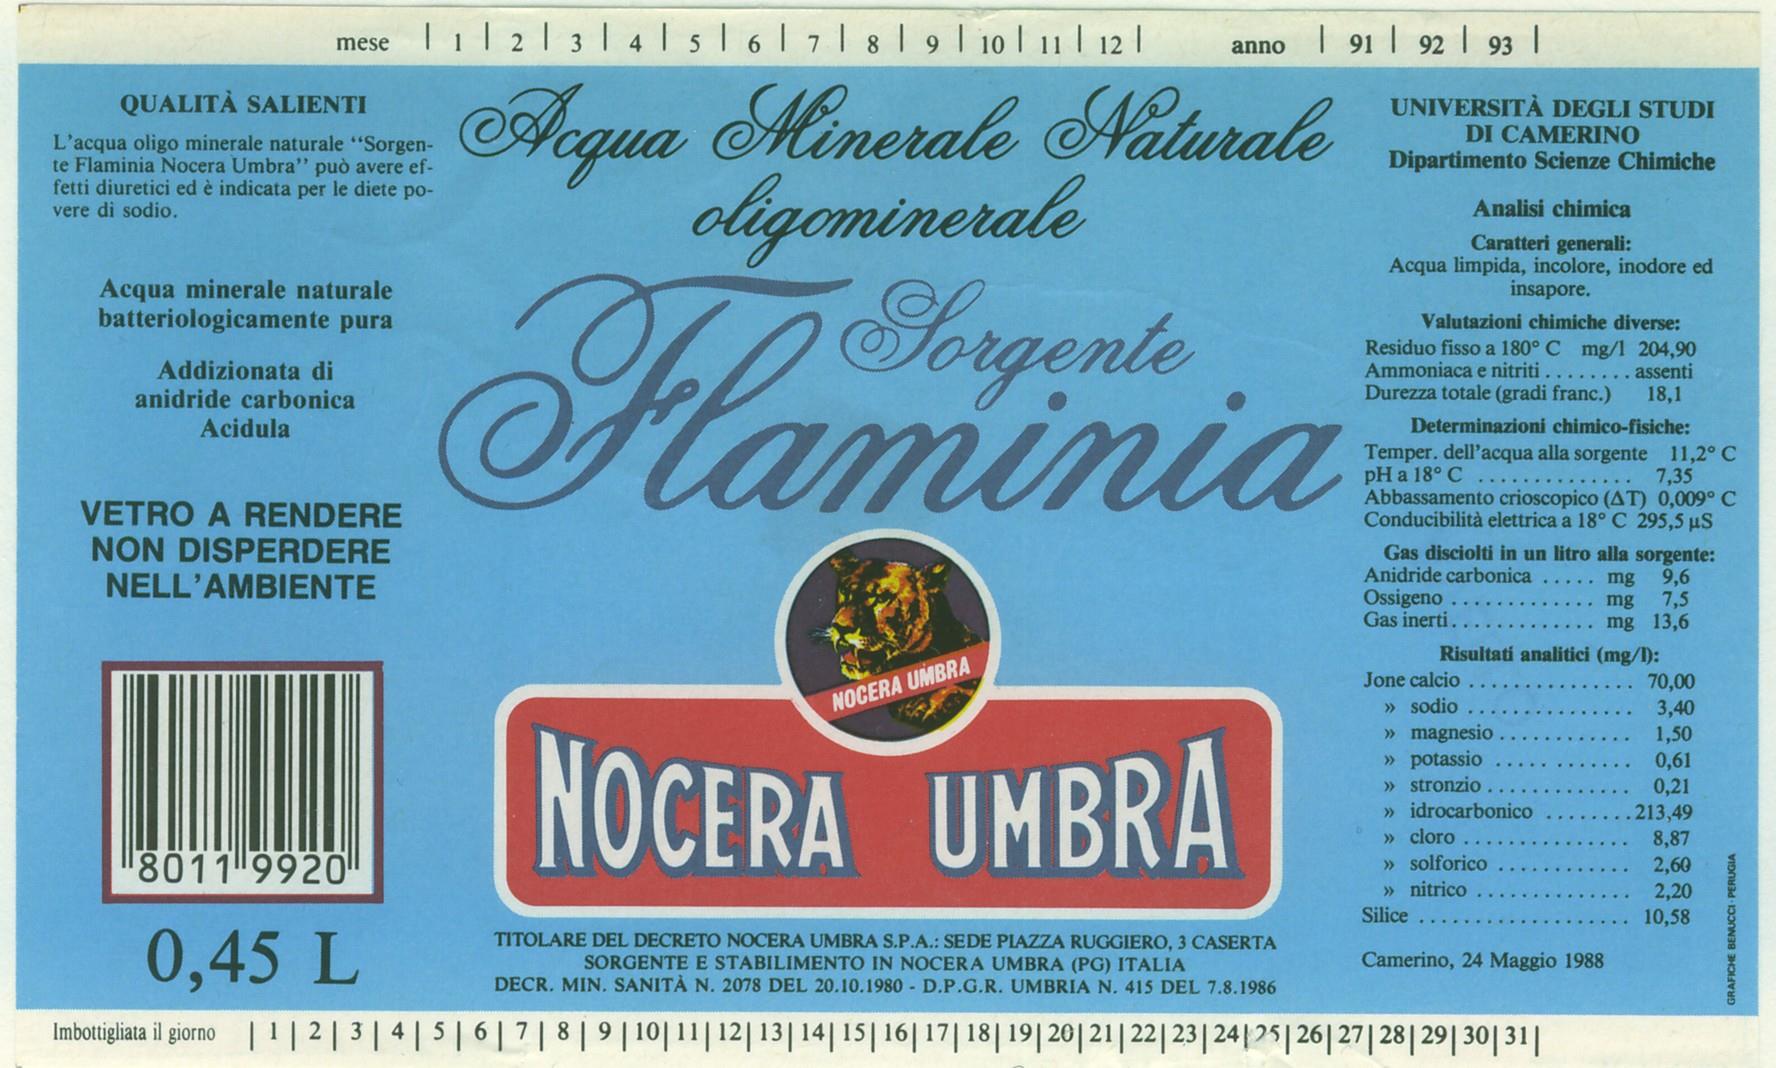 mese | 1 | 2 | 3 | 4 | 5 | 6 | 7 | 8 | 9 | 10 | 11 | 12 | anno | 91 | 92 | 93 |
QUALITÀ SALIENTI
L'acqua oligo minerale naturale “Sorgen-
te Flaminia Nocera Umbra” può avere ef-
fetti diuretici ed è indicata per le diete po-
vere di sodio.
Acqua minerale naturale
batteriologicamente pura
Addizionata di
anidride carbonica
Acidula
VETRO A RENDERE
NON DISPERDERE
NELL'AMBIENTE
80119920
0,45 L
Acqua Minerale Naturale
oligominerale
Sorgente
Flaminia
NOCERA UMBRA
NOCERA UMBRA
TITOLARE DEL DECRETO NOCERA UMBRA S.P.A.: SEDE PIAZZA RUGGIERO, 3 CASERTA
SORGENTE E STABILIMENTO IN NOCERA UMBRA (PG) ITALIA
DECR. MIN. SANITÀ N. 2078 DEL 20.10.1980 - D.P.G.R. UMBRIA N. 415 DEL 7.8.1986
UNIVERSITÀ DEGLI STUDI
DI CAMERINO
Dipartimento Scienze Chimiche
Analisi chimica
Caratteri generali:
Acqua limpida, incolore, inodore ed
insapore.
Valutazioni chimiche diverse:
Residuo fisso a 180° C mg/l 204,90
Ammoniaca e nitriti ........ assenti
Durezza totale (gradi franc.) 18,1
Determinazioni chimico-fisiche:
Temper. dell'acqua alla sorgente 11,2° C
pH a 18° C .............. 7,35
Abbassamento crioscopico (ΔT) 0,009° C
Conducibilità elettrica a 18° C 295,5 µS
Gas disciolti in un litro alla sorgente:
Anidride carbonica ..... mg 9,6
Ossigeno ............. mg 7,5
Gas inerti ............. mg 13,6
Risultati analitici (mg/l):
Jone calcio ............... 70,00
» sodio ............... 3,40
» magnesio ............ 1,50
» potassio ............ 0,61
» stronzio ............. 0,21
» idrocarbonico ........ 213,49
» cloro ............... 8,87
» solforico ............ 2,60
» nitrico .............. 2,20
Silice .................... 10,58
Camerino, 24 Maggio 1988
GRAFICHE BENUCCI - PERUGIA
Imbottigliata il giorno | 1 | 2 | 3 | 4 | 5 | 6 | 7 | 8 | 9 | 10 | 11 | 12 | 13 | 14 | 15 | 16 | 17 | 18 | 19 | 20 | 21 | 22 | 23 | 24 | 25 | 26 | 27 | 28 | 29 | 30 | 31 |